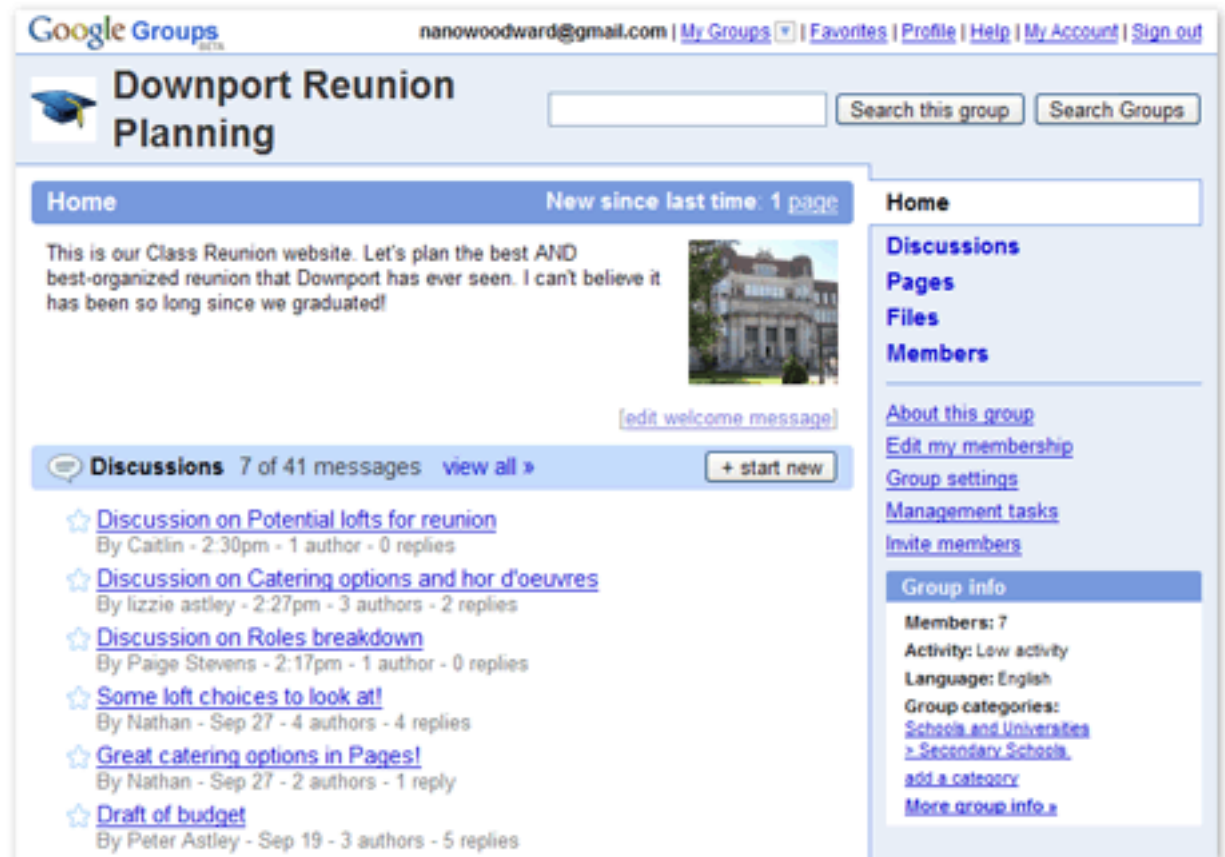 Google Groups BETA
nanowoodward@gmail.com | My Groups | Favorites | Profile | Help | My Account | Sign out
Downport Reunion
Planning
Search this group
Search Groups
Home
New since last time: 1 page
This is our Class Reunion website. Let's plan the best AND
best-organized reunion that Downport has ever seen. I can't believe it
has been so long since we graduated!
[edit welcome message]
Discussions 7 of 41 messages view all »
+ start new
Discussion on Potential lofts for reunion
By Caitlin - 2:30pm - 1 author - 0 replies
Discussion on Catering options and hor d'oeuvres
By lizzie astley - 2:27pm - 3 authors - 2 replies
Discussion on Roles breakdown
By Paige Stevens - 2:17pm - 1 author - 0 replies
Some loft choices to look at!
By Nathan - Sep 27 - 4 authors - 4 replies
Great catering options in Pages!
By Nathan - Sep 27 - 2 authors - 1 reply
Draft of budget
By Peter Astley - Sep 19 - 3 authors - 5 replies
Home
Discussions
Pages
Files
Members
About this group
Edit my membership
Group settings
Management tasks
Invite members
Group info
Members: 7
Activity: Low activity
Language: English
Group categories:
Schools and Universities
> Secondary Schools
add a category
More group info »